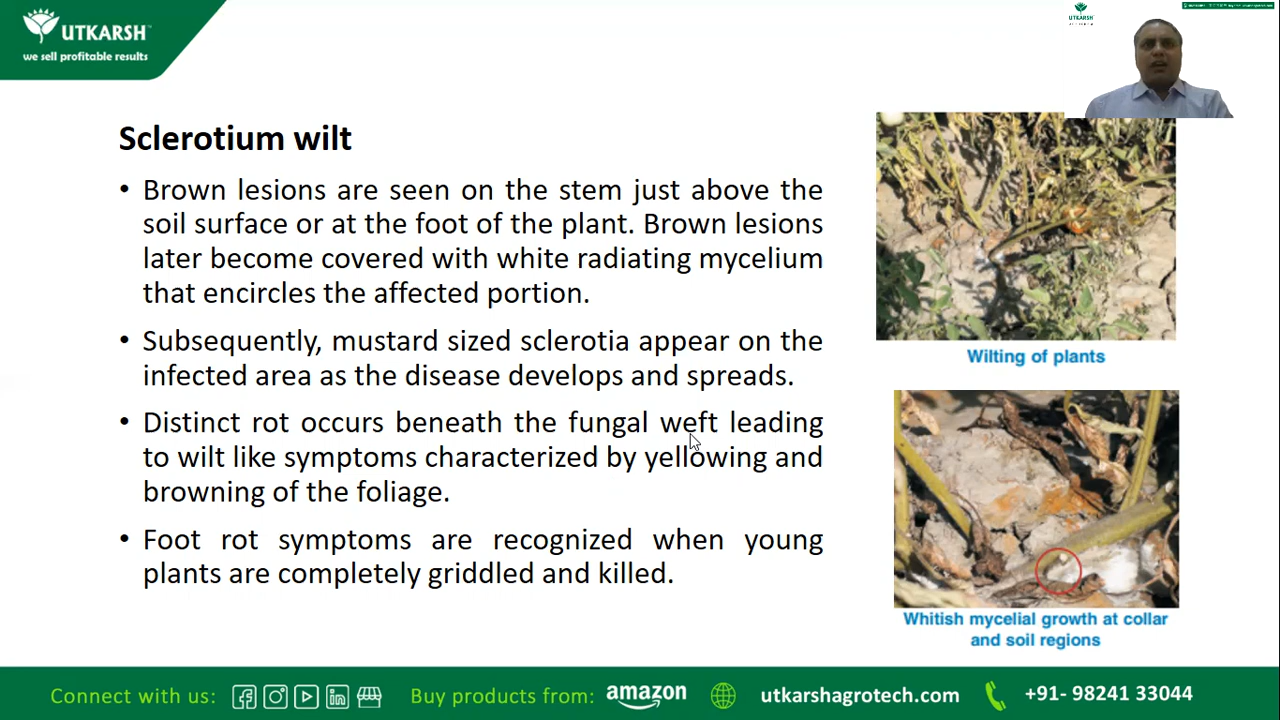 UTKARSH
we sell profitable results
UTKARSH
Sclerotium wilt
• Brown lesions are seen on the stem just above the
soil surface or at the foot of the plant. Brown lesions
later become covered with white radiating mycelium
that encircles the affected portion.
• Subsequently, mustard sized sclerotia appear on the
infected area as the disease develops and spreads.
• Distinct rot occurs beneath the fungal weft leading
to wilt like symptoms characterized by yellowing and
browning of the foliage.
• Foot rot symptoms are recognized when young
plants are completely griddled and killed.
Wilting of plants
Whitish mycelial growth at collar
and soil regions
Connect with us:
Buy products from: amazon
utkarshagrotech.com
+91- 98241 33044